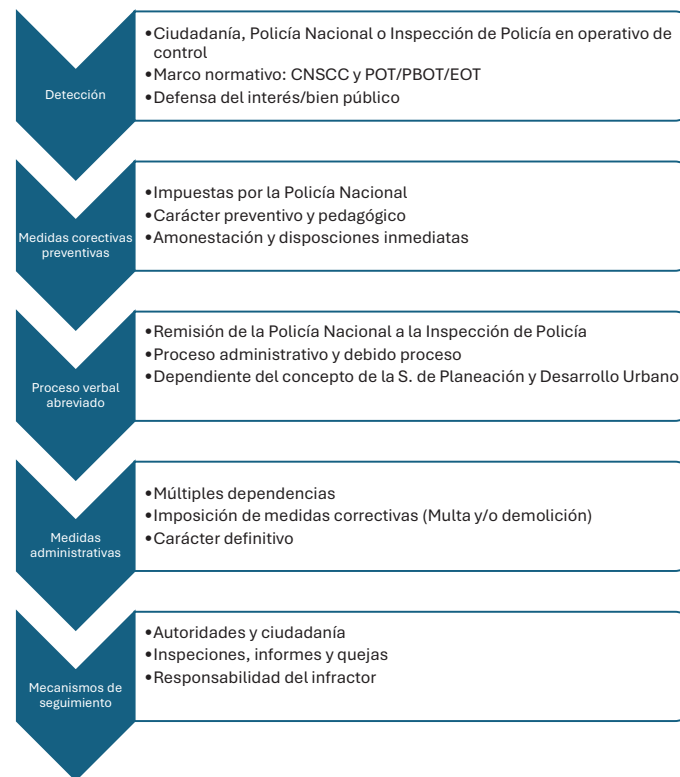 Detección
•Ciudadanía, Policía Nacional o Inspección de Policía en operativo de
control
•Marco normativo: CNSCC y POT/PBOT/EOT
•Defensa del interés/bien público
Medidas corectivas
preventivas
•Impuestas por la Policía Nacional
•Carácter preventivo y pedagógico
•Amonestación y disposciones inmediatas
Proceso verbal
abreviado
•Remisión de la Policía Nacional a la Inspección de Policía
•Proceso administrativo y debido proceso
•Dependiente del concepto de la S. de Planeación y Desarrollo Urbano
Medidas
administrativas
•Múltiples dependencias
•Imposición de medidas correctivas (Multa y/o demolición)
•Carácter definitivo
Mecanismos de
seguimiento
•Autoridades y ciudadanía
•Inspeciones, informes y quejas
•Responsabilidad del infractor